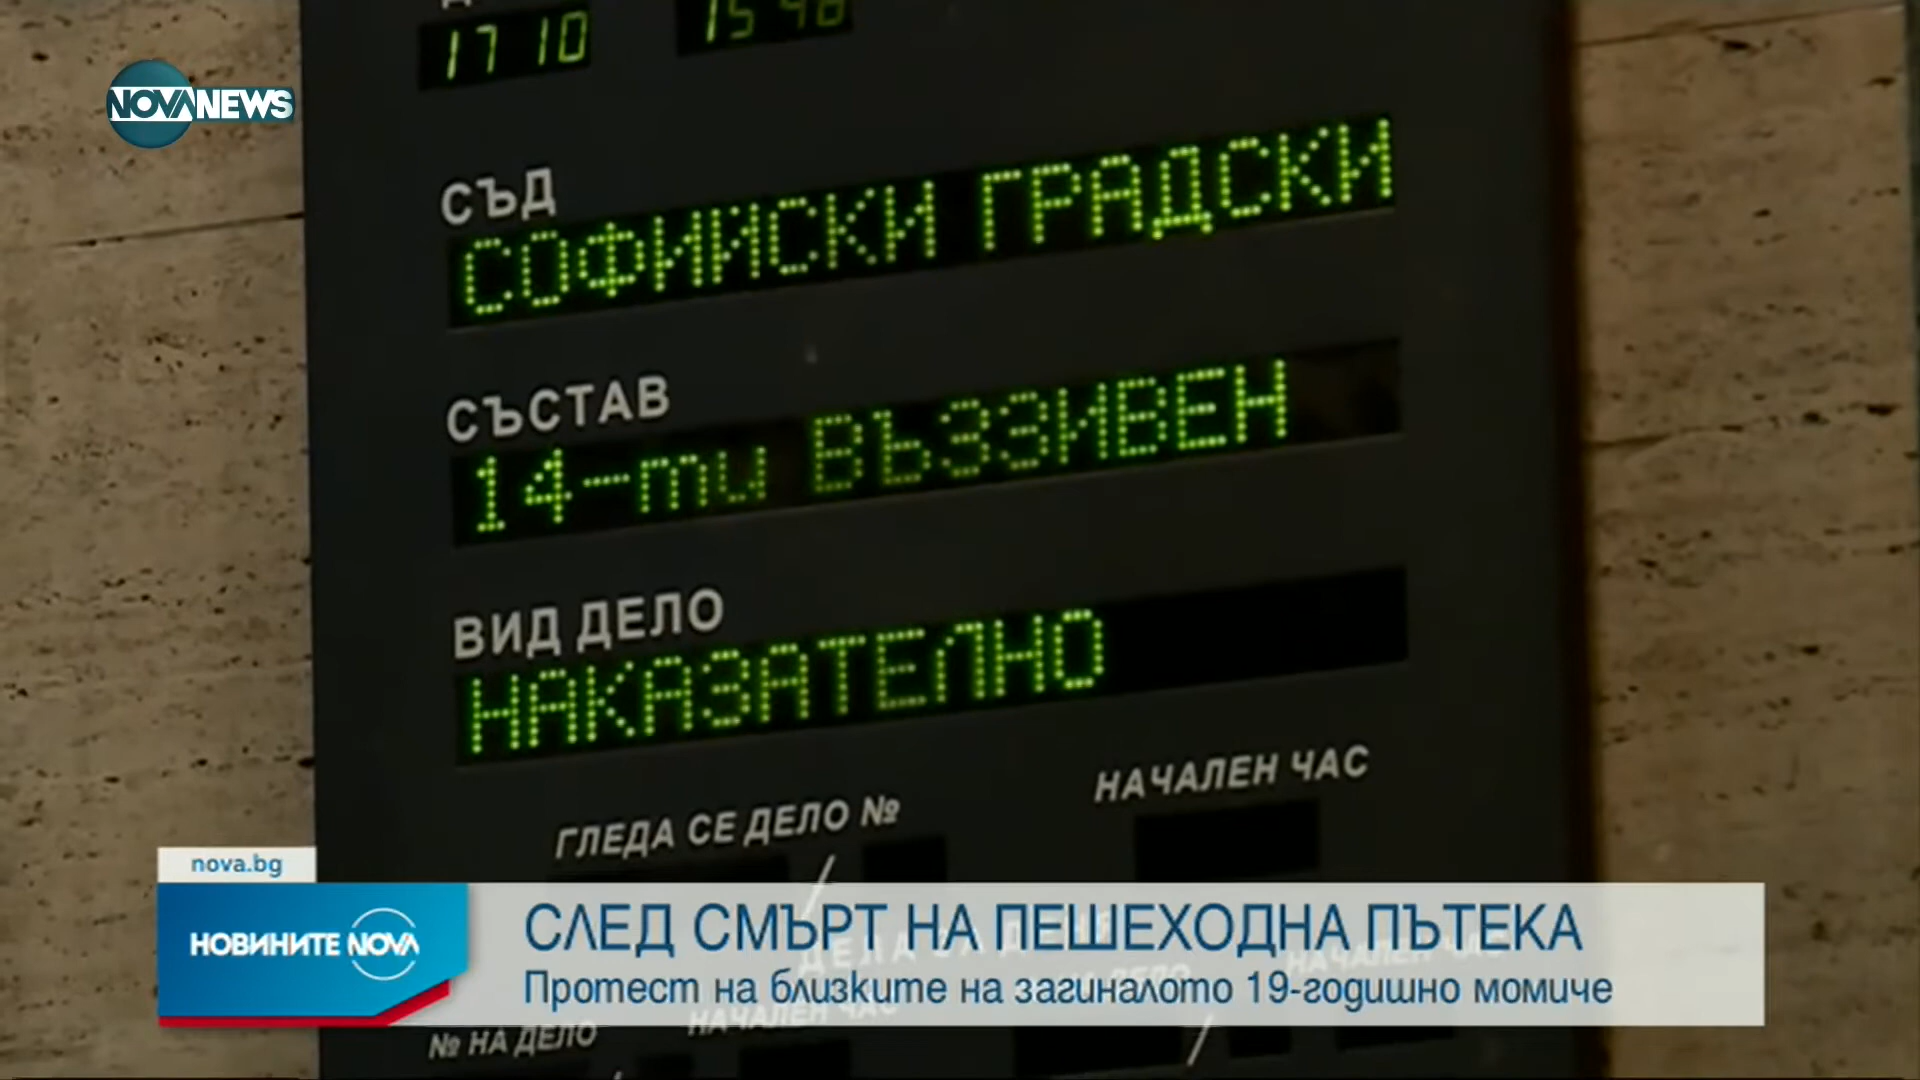 17 10
15 48
NOVANEWS
СЪД
СОФИЙСКИ ГРАДСКИ
СЪСТАВ
14-ти ВЪЗЗИВЕН
ВИД ДЕЛО
НАКАЗАТЕЛНО
НАЧАЛЕН ЧАС
ГЛЕДА СЕ ДЕЛО №
nova.bg
НОВИНИТЕ NOVA
СЛЕД СМЪРТ НА ПЕШЕХОДНА ПЪТЕКА
Протест на близките на загиналото 19-годишно момиче
НАЧАЛЕН ЧАС
№ НА ДЕЛО